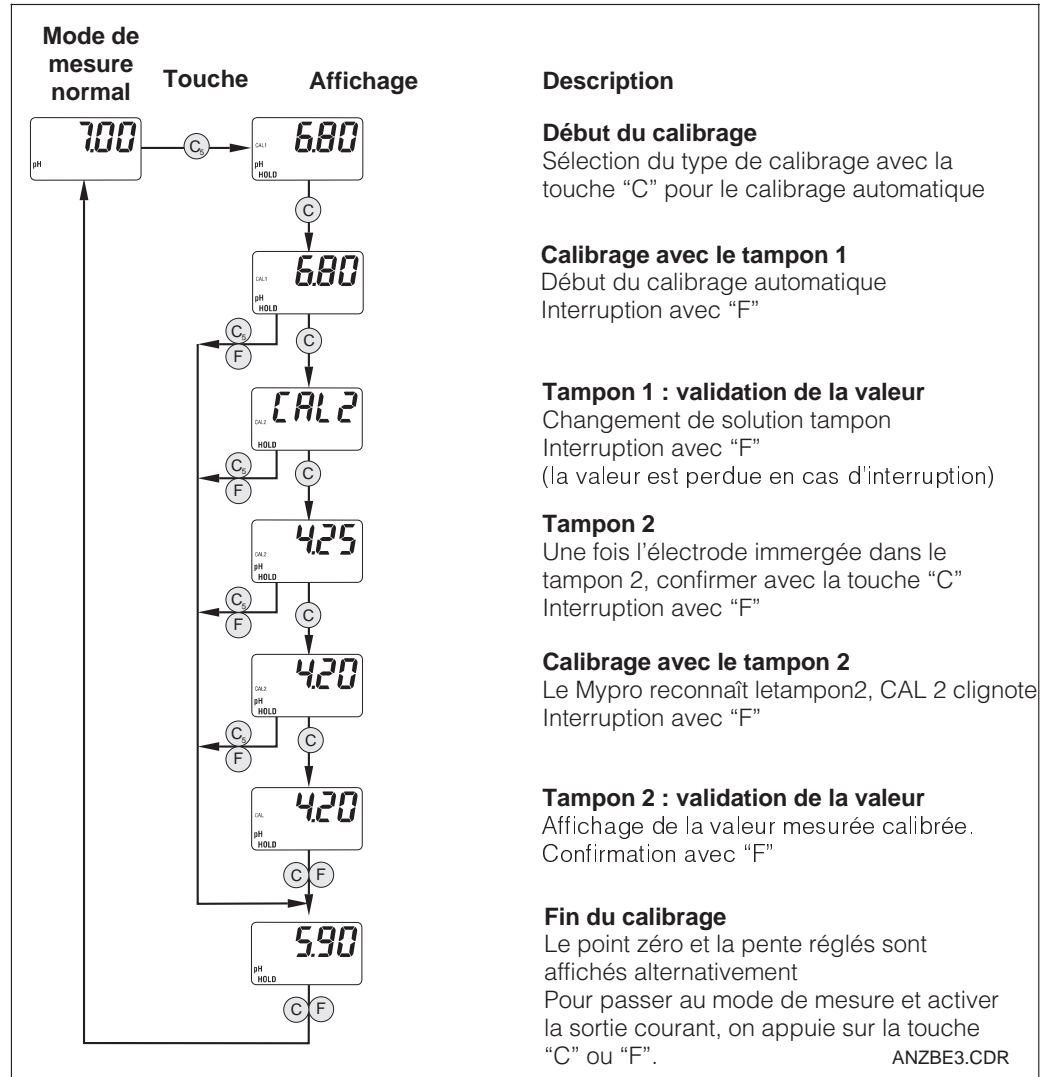 Mode de
mesure
normal
Touche
Affichage
Description
7.00
pH
C5
6.80
CAL1
pH
HOLD
Début du calibrage
Sélection du type de calibrage avec la
touche “C” pour le calibrage automatique
C
6.80
CAL1
pH
HOLD
Calibrage avec le tampon 1
Début du calibrage automatique
Interruption avec “F”
C5
F
C
CAL 2
CAL2
HOLD
Tampon 1 : validation de la valeur
Changement de solution tampon
Interruption avec “F”
(la valeur est perdue en cas d'interruption)
C5
F
C
4.25
CAL2
pH
HOLD
Tampon 2
Une fois l’électrode immergée dans le
tampon 2, confirmer avec la touche “C”
Interruption avec “F”
C5
F
C
4.20
CAL2
pH
HOLD
Calibrage avec le tampon 2
Le Mypro reconnaît letampon2, CAL 2 clignote
Interruption avec “F”
C5
F
C
4.20
CAL
pH
HOLD
Tampon 2 : validation de la valeur
Affichage de la valeur mesurée calibrée.
Confirmation avec “F”
C F
5.90
pH
HOLD
Fin du calibrage
Le point zéro et la pente réglés sont
affichés alternativement
Pour passer au mode de mesure et activer
la sortie courant, on appuie sur la touche
“C” ou “F”.
C F
ANZBE3.CDR